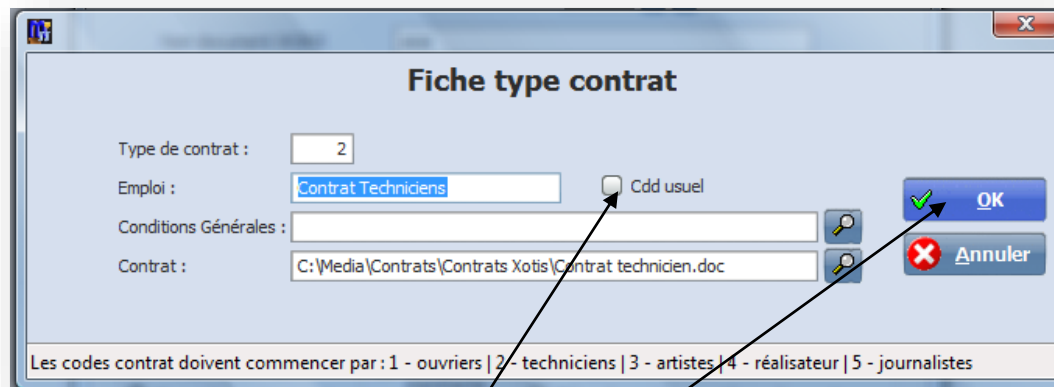 Fiche type contrat
Type de contrat : 2
Emploi : Contrat Techniciens Cdd usuel
OK
Conditions Générales :
Contrat : C:\Media\Contrats\Contrats Xotis\Contrat technicien.doc
Annuler
Les codes contrat doivent commencer par : 1 - ouvriers | 2 - techniciens | 3 - artistes | 4 - réalisateur | 5 - journalistes